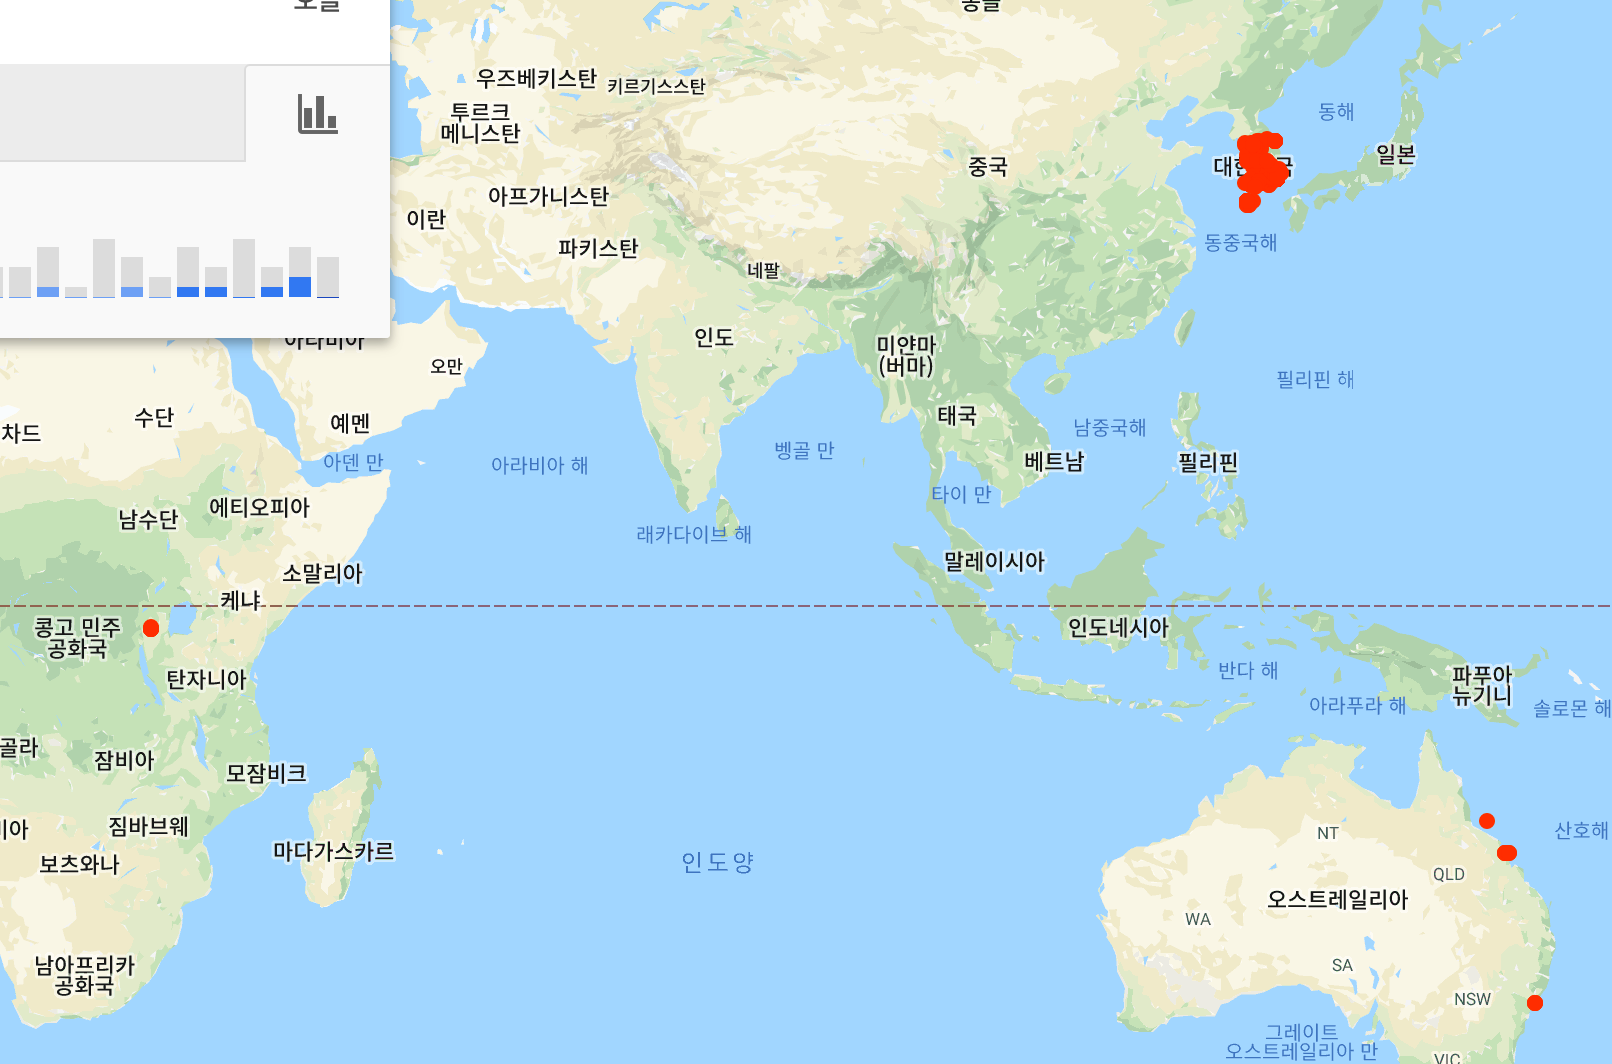 오늘
몽골
우즈베키스탄
키르기스스탄
투르크
메니스탄
동해
중국
일본
아프가니스탄
이란
파키스탄
동중국해
네팔
인도
미얀마
(버마)
아라비아
오만
필리핀 해
수단
예멘
차드
태국
남중국해
아덴 만
아라비아 해
벵골 만
베트남
필리핀
타이 만
에티오피아
남수단
래카다이브 해
말레이시아
소말리아
케냐
콩고 민주
공화국
인도네시아
탄자니아
반다 해
파푸아
뉴기니
아라푸라 해
솔로몬 해
골라
잠비아
모잠비크
짐바브웨
비아
NT
산호해
마다가스카르
인도양
보츠와나
QLD
오스트레일리아
WA
남아프리카
공화국
SA
NSW
그레이트
오스트레일리아 만
VIC